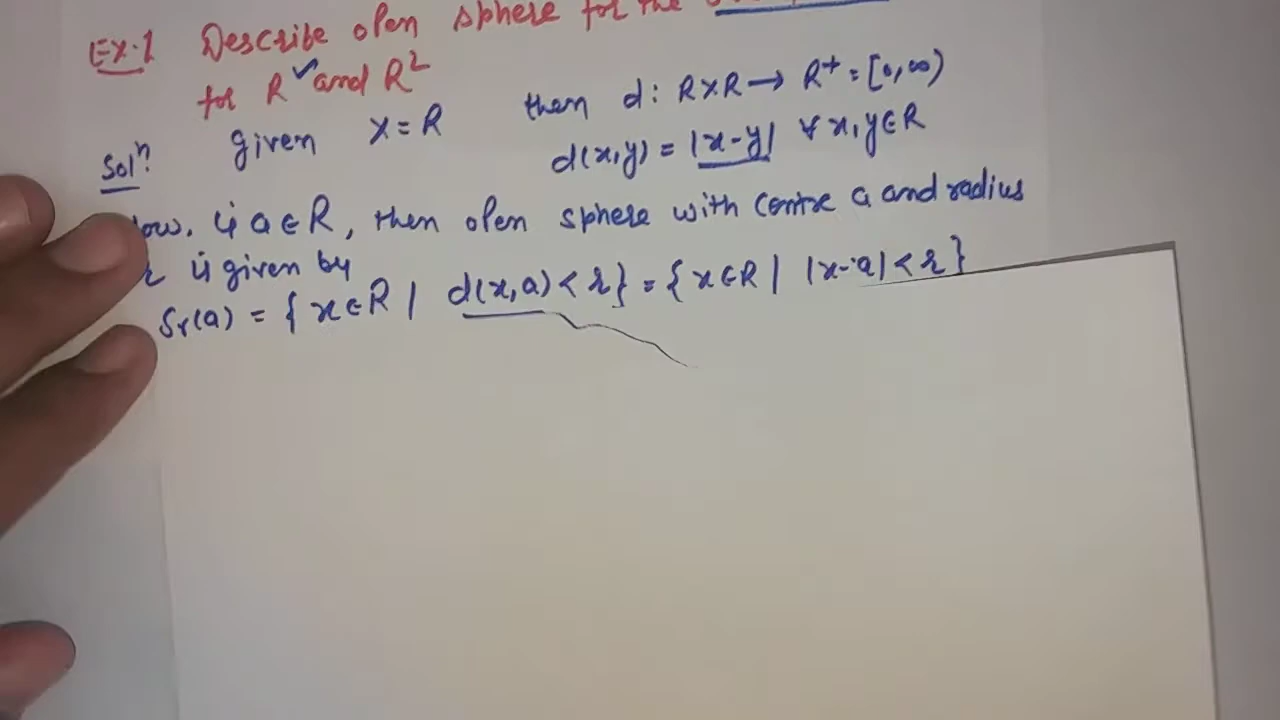 Ex.1 Describe open sphere for the
for R✓ and R²
Solⁿ. given X = R then d : R×R → R⁺ = [0,∞)
d(x,y) = |x-y| ∀ x,y∈R
Now, if a ∈ R, then open sphere with centre a and radius
r is given by
Sr(a) = { x∈R | d(x,a) < r } = { x∈R | |x-a| < r }